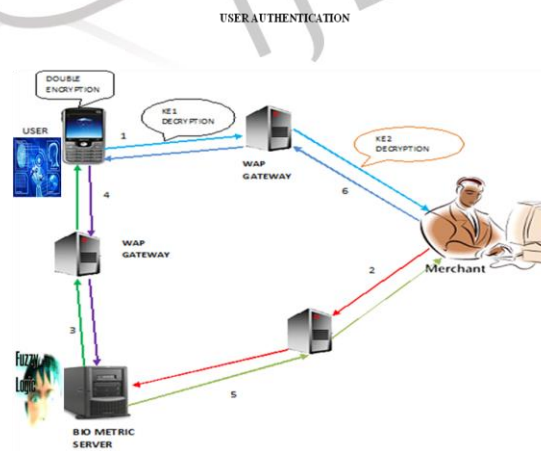 USER AUTHENTICATION
DOUBLE
ENCRYPTION
USER
1
KE1
DECRYPTION
WAP
GATEWAY
KE2
DECRYPTION
6
4
WAP
GATEWAY
2
Merchant
3
Fuzzy
Logic
5
BIO METRIC
SERVER